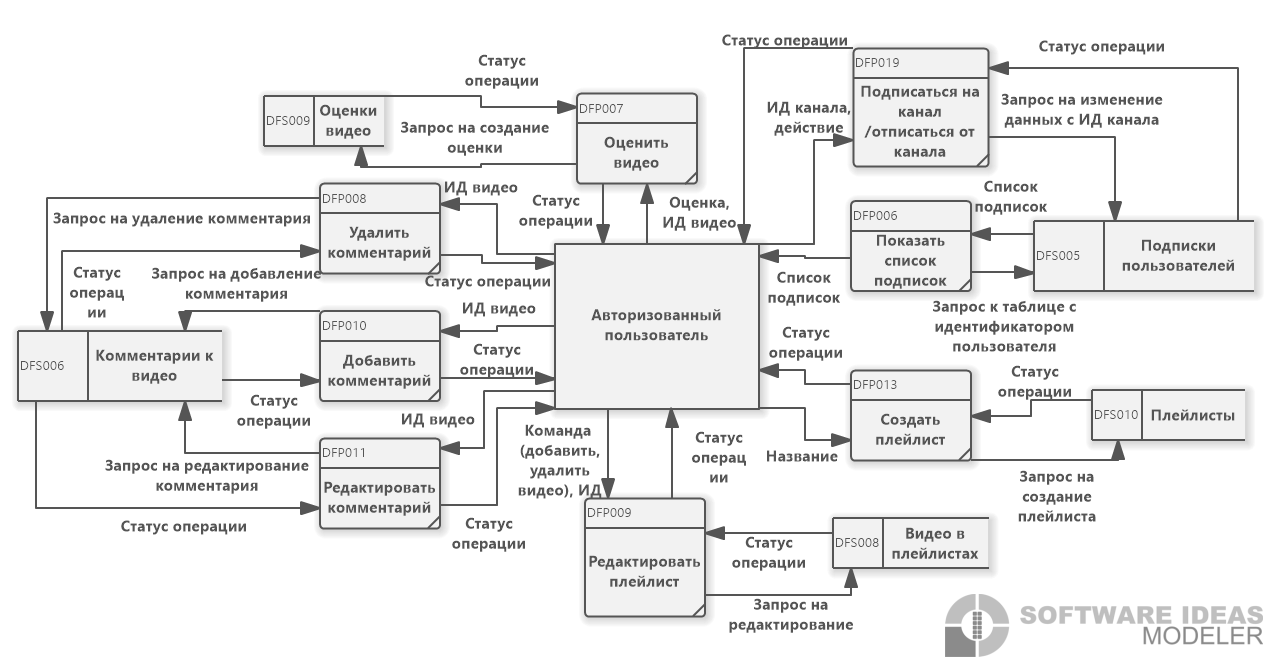 Статус операции
Статус операции
Статус
операции
DFP019
Подписаться на
канал
/отписаться от
канала
ИД канала,
действие
Запрос на изменение
данных с ИД канала
DFS009
Оценки
видео
DFP007
Оценить
видео
Запрос на создание
оценки
DFP008
Удалить
комментарий
ИД видео
Статус
операции
Оценка,
ИД видео
Запрос на удаление комментария
DFP006
Показать
список
подписок
Список
подписок
DFS005
Подписки
пользователей
Статус
операц
ии
Запрос на добавление
комментария
Статус операции
Список
подписок
Запрос к таблице с
идентификатором
пользователя
Авторизованный
пользователь
ИД видео
DFP010
Добавить
комментарий
Статус
операции
DFS006
Комментарии к
видео
Статус
операции
Статус
операции
DFP013
Создать
плейлист
Статус
операции
DFS010
Плейлисты
ИД видео
Название
Запрос на
создание
плейлиста
Команда
(добавить,
удалить
видео), ИД
Статус
операц
ии
DFP011
Редактировать
комментарий
Запрос на редактирование
комментария
Статус операции
Статус
операции
DFP009
Редактировать
плейлист
Статус
операции
DFS008
Видео в
плейлистах
Запрос на
редактирование
SOFTWARE IDEAS
MODELER